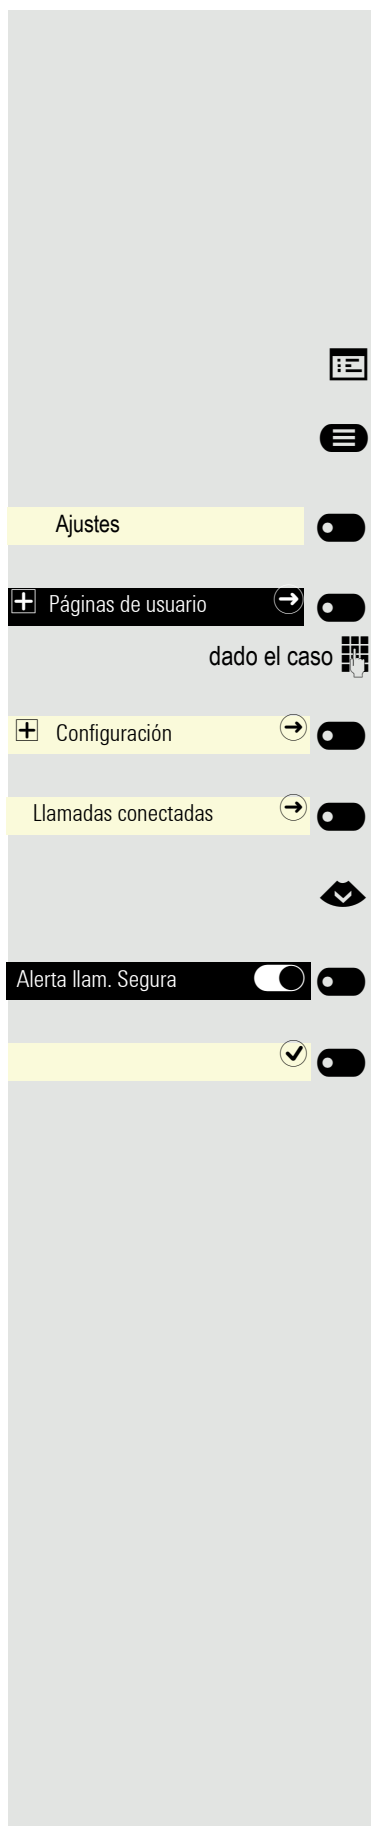 Ajustes
Páginas de usuario
dado el caso
Configuración
Llamadas conectadas
Alerta llam. Segura